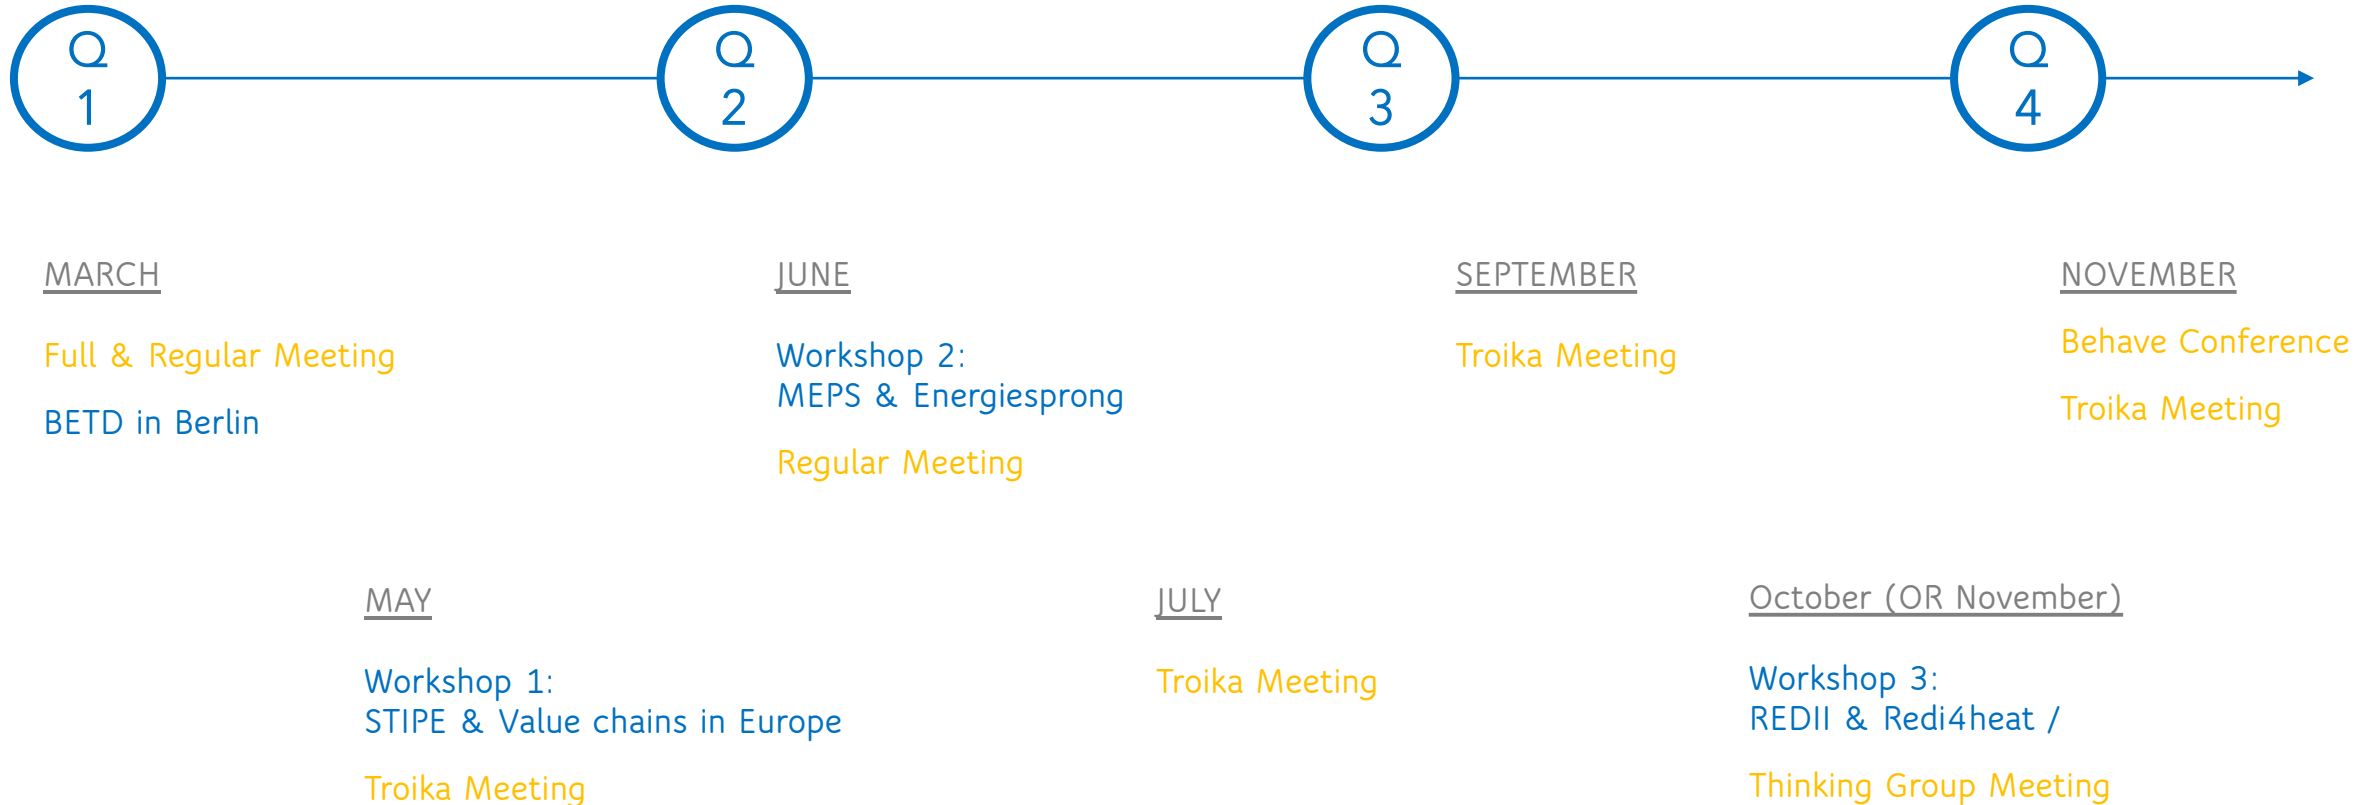 Q
1
Q
2
Q
3
Q
4
MARCH
Full & Regular Meeting
BETD in Berlin
JUNE
Workshop 2:
MEPS & Energiesprong
Regular Meeting
SEPTEMBER
Troika Meeting
NOVEMBER
Behave Conference
Troika Meeting
MAY
Workshop 1:
STIPE & Value chains in Europe
Troika Meeting
JULY
Troika Meeting
October (OR November)
Workshop 3:
REDII & Redi4heat /
Thinking Group Meeting